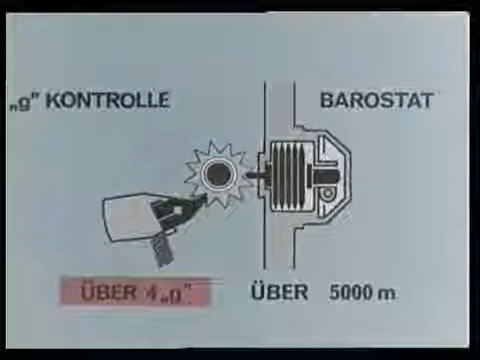 „g” KONTROLLE
BAROSTAT
ÜBER 4 „g”
ÜBER 5000 m